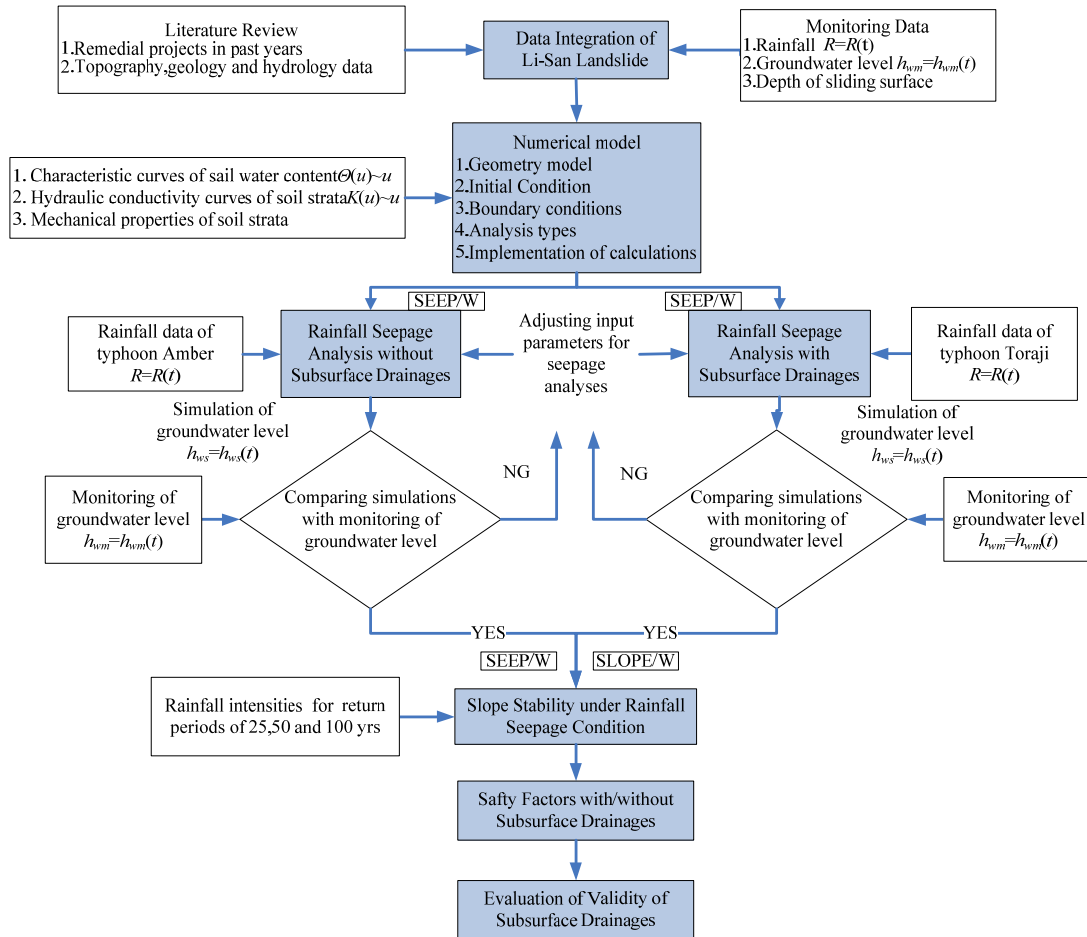 Literature Review
1.Remedial projects in past years
2.Topography,geology and hydrology data
Data Integration of
Li-San Landslide
Monitoring Data
1.Rainfall R=R(t)
2.Groundwater level hwm=hwm(t)
3.Depth of sliding surface
1. Characteristic curves of sail water contentΘ(u)~u
2. Hydraulic conductivity curves of soil strataK(u)~u
3. Mechanical properties of soil strata
Numerical model
1.Geometry model
2.Initial Condition
3.Boundary conditions
4.Analysis types
5.Implementation of calculations
SEEP/W
SEEP/W
Rainfall data of
typhoon Amber
R=R(t)
Rainfall Seepage
Analysis without
Subsurface Drainages
Adjusting input
parameters for
seepage
analyses
Rainfall Seepage
Analysis with
Subsurface Drainages
Rainfall data of
typhoon Toraji
R=R(t)
Simulation of
groundwater level
hws=hws(t)
Simulation of
groundwater level
hws=hws(t)
Monitoring of
groundwater level
hwm=hwm(t)
Comparing simulations
with monitoring of
groundwater level
NG
NG
Comparing simulations
with monitoring of
groundwater level
Monitoring of
groundwater level
hwm=hwm(t)
YES
YES
SEEP/W
SLOPE/W
Rainfall intensities for return
periods of 25,50 and 100 yrs
Slope Stability under Rainfall
Seepage Condition
Safty Factors with/without
Subsurface Drainages
Evaluation of Validity of
Subsurface Drainages